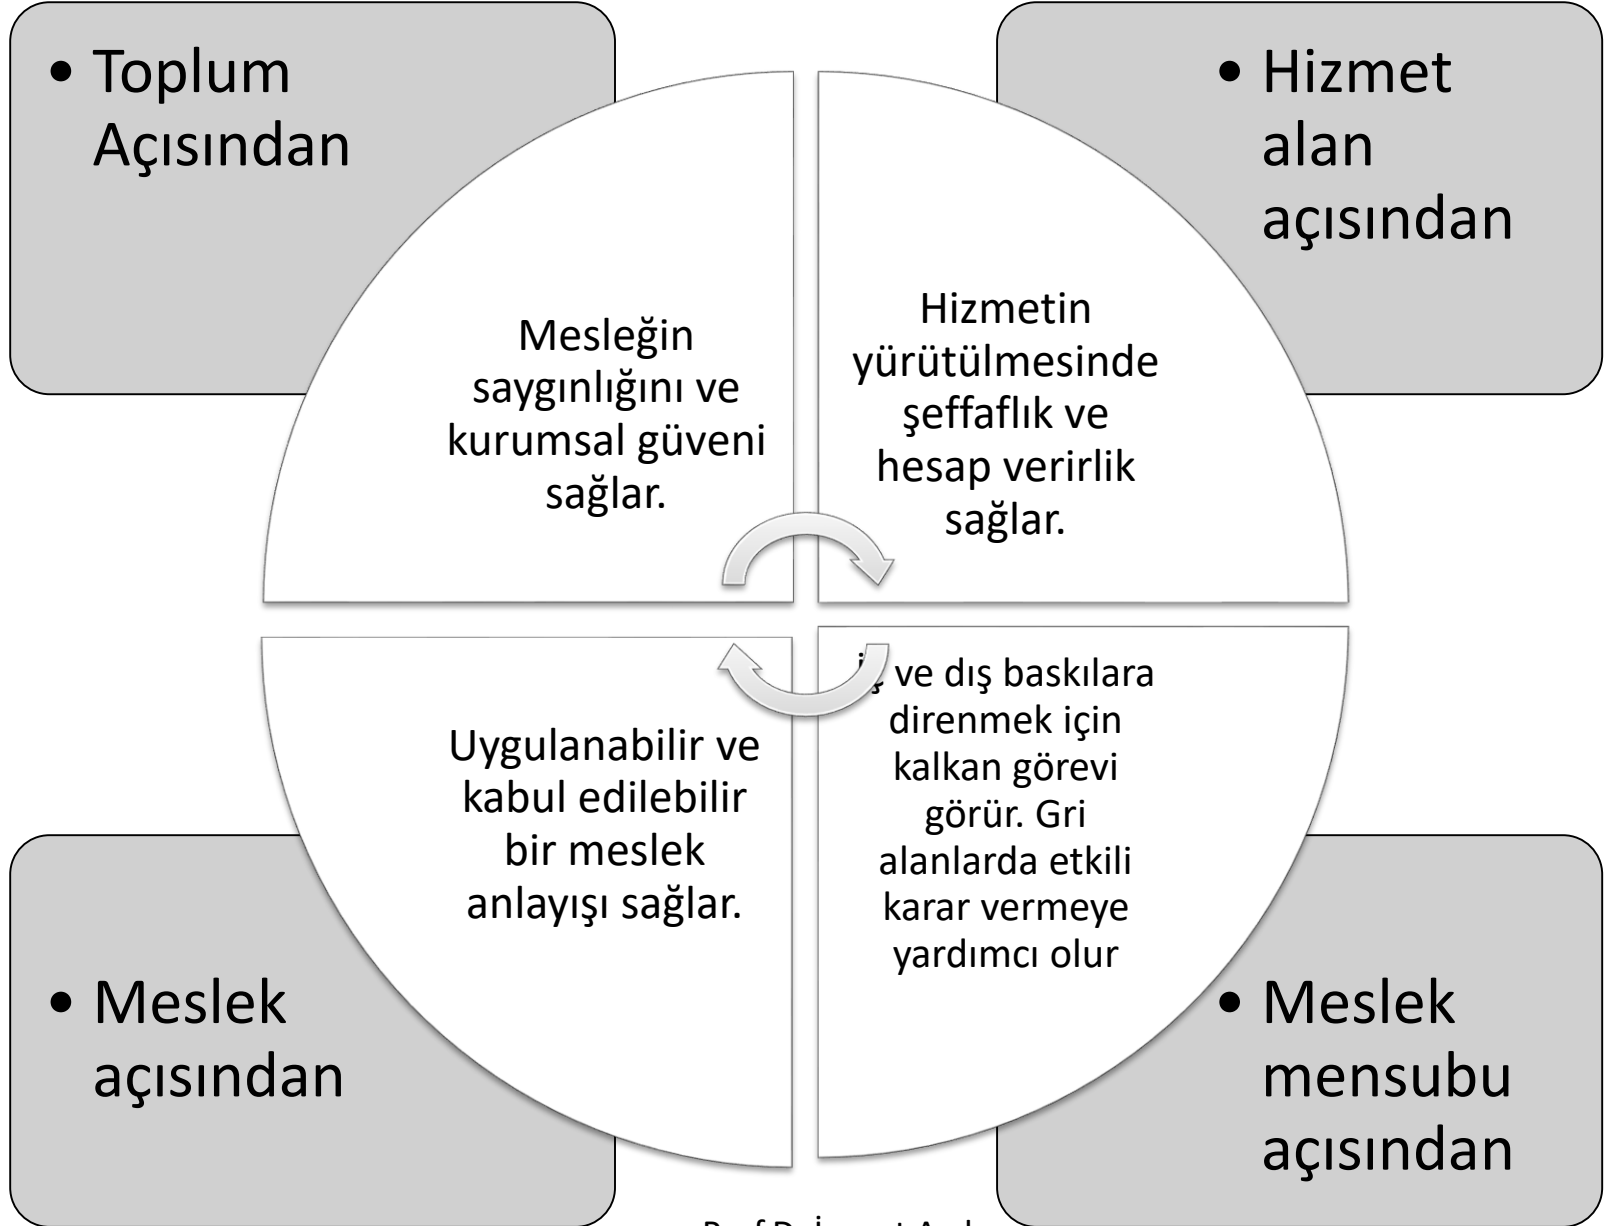 • Toplum
Açısından
Mesleğin
saygınlığını ve
kurumsal güveni
sağlar.
• Hizmet
alan
açısından
Hizmetin
yürütülmesinde
şeffaflık ve
hesap verirlik
sağlar.
• Meslek
açısından
Uygulanabilir ve
kabul edilebilir
bir meslek
anlayışı sağlar.
• Meslek
mensubu
açısından
İç ve dış baskılara
direnmek için
kalkan görevi
görür. Gri
alanlarda etkili
karar vermeye
yardımcı olur